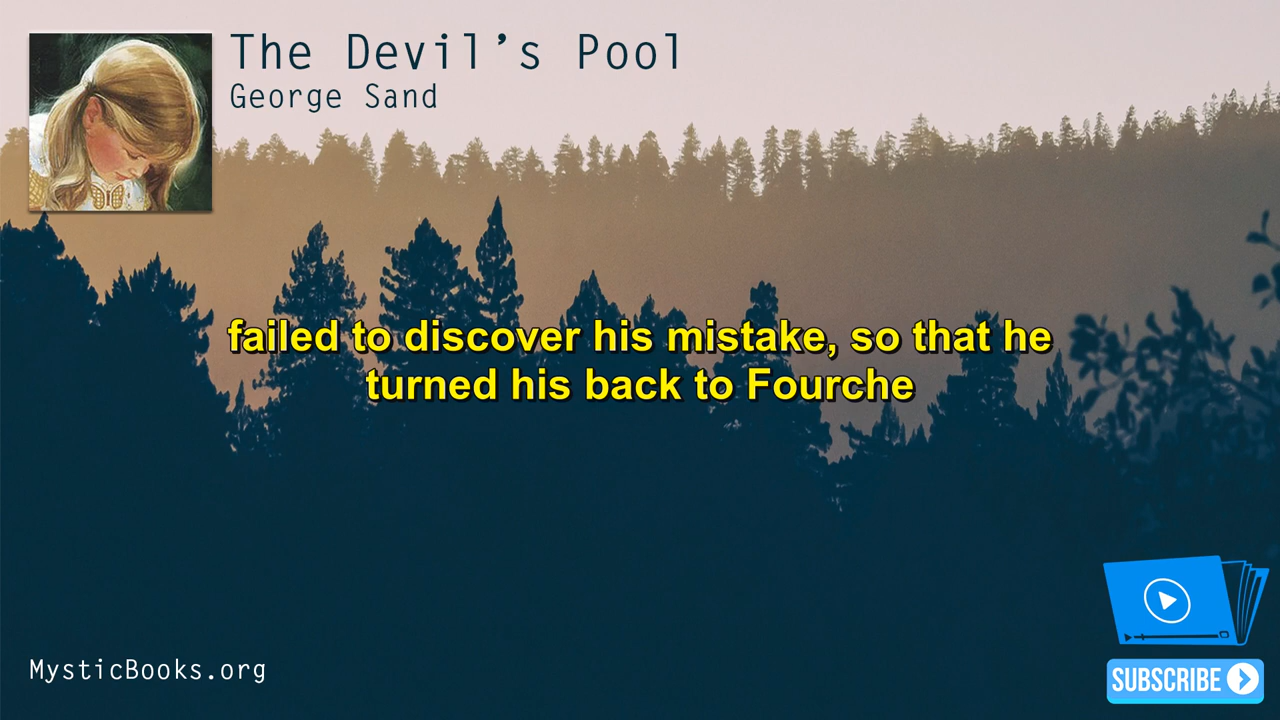 The Devil's Pool
George Sand
failed to discover his mistake, so that he
turned his back to Fourche
MysticBooks.org
SUBSCRIBE